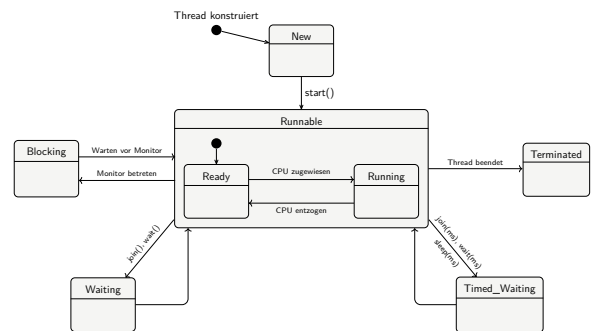 Thread konstruiert
New
start()
Runnable
Blocking
Warten vor Monitor
Monitor betreten
Ready
CPU zugewiesen
CPU entzogen
Running
Thread beendet
Terminated
join(), wait()
join(ms), wait(ms)
sleep(ms)
Waiting
Timed_Waiting